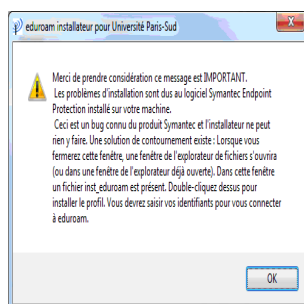 eduroam installateur pour Université Paris-Sud
Merci de prendre considération ce message est IMPORTANT.
Les problèmes d'installation sont dus au logiciel Symantec Endpoint
Protection installé sur votre machine.
Ceci est un bug connu du produit Symantec et l'installateur ne peut
rien y faire. Une solution de contournement existe : Lorsque vous
fermerez cette fenêtre, une fenêtre de l'explorateur de fichiers s'ouvrira
(ou dans une fenêtre de l'explorateur déjà ouverte). Dans cette fenêtre
un fichier inst_eduroam est présent. Double-cliquez dessus pour
installer le profil. Vous devrez saisir vos identifiants pour vous connecter
à eduroam.
OK